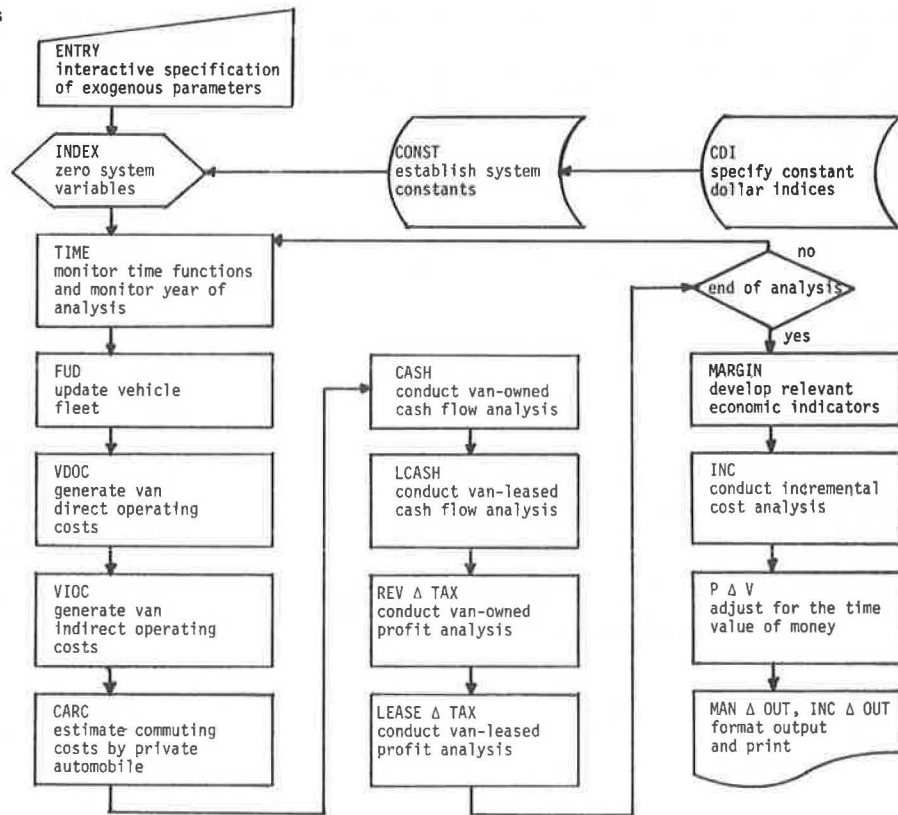 s
ENTRY
interactive specification
of exogenous parameters
INDEX
zero system
variables
CONST
establish system
constants
CDI
specify constant
dollar indices
TIME
monitor time functions
and monitor year of
analysis
FUD
update vehicle
fleet
VDOC
generate van
direct operating
costs
VIOC
generate van
indirect operating
costs
CARC
estimate commuting
costs by private
automobile
CASH
conduct van-owned
cash flow analysis
LCASH
conduct van-leased
cash flow analysis
REV Δ TAX
conduct van-owned
profit analysis
LEASE Δ TAX
conduct van-leased
profit analysis
no
end of analysis
yes
MARGIN
develop relevant
economic indicators
INC
conduct incremental
cost analysis
P Δ V
adjust for the time
value of money
MAN Δ OUT, INC Δ OUT
format output
and print